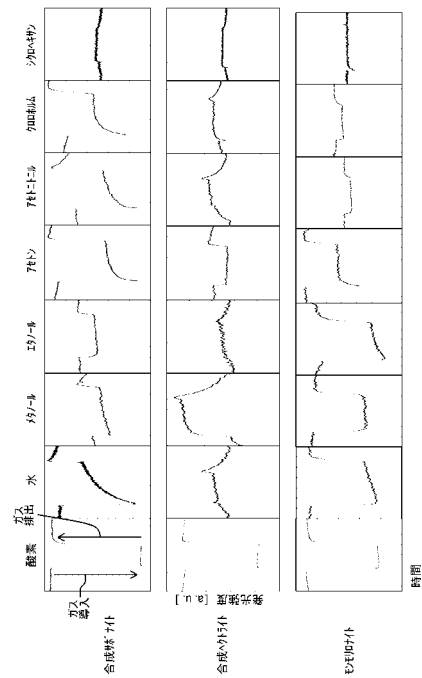 シクロヘキサン
クロロホルム
アセトニトニル
アセトン
エタノール
メタノール
水
ガス
排出
酸素
ガス
導入
発光強度
[a. u.]
合成サポナイト
合成ヘクトライト
モンモリロナイト
時間